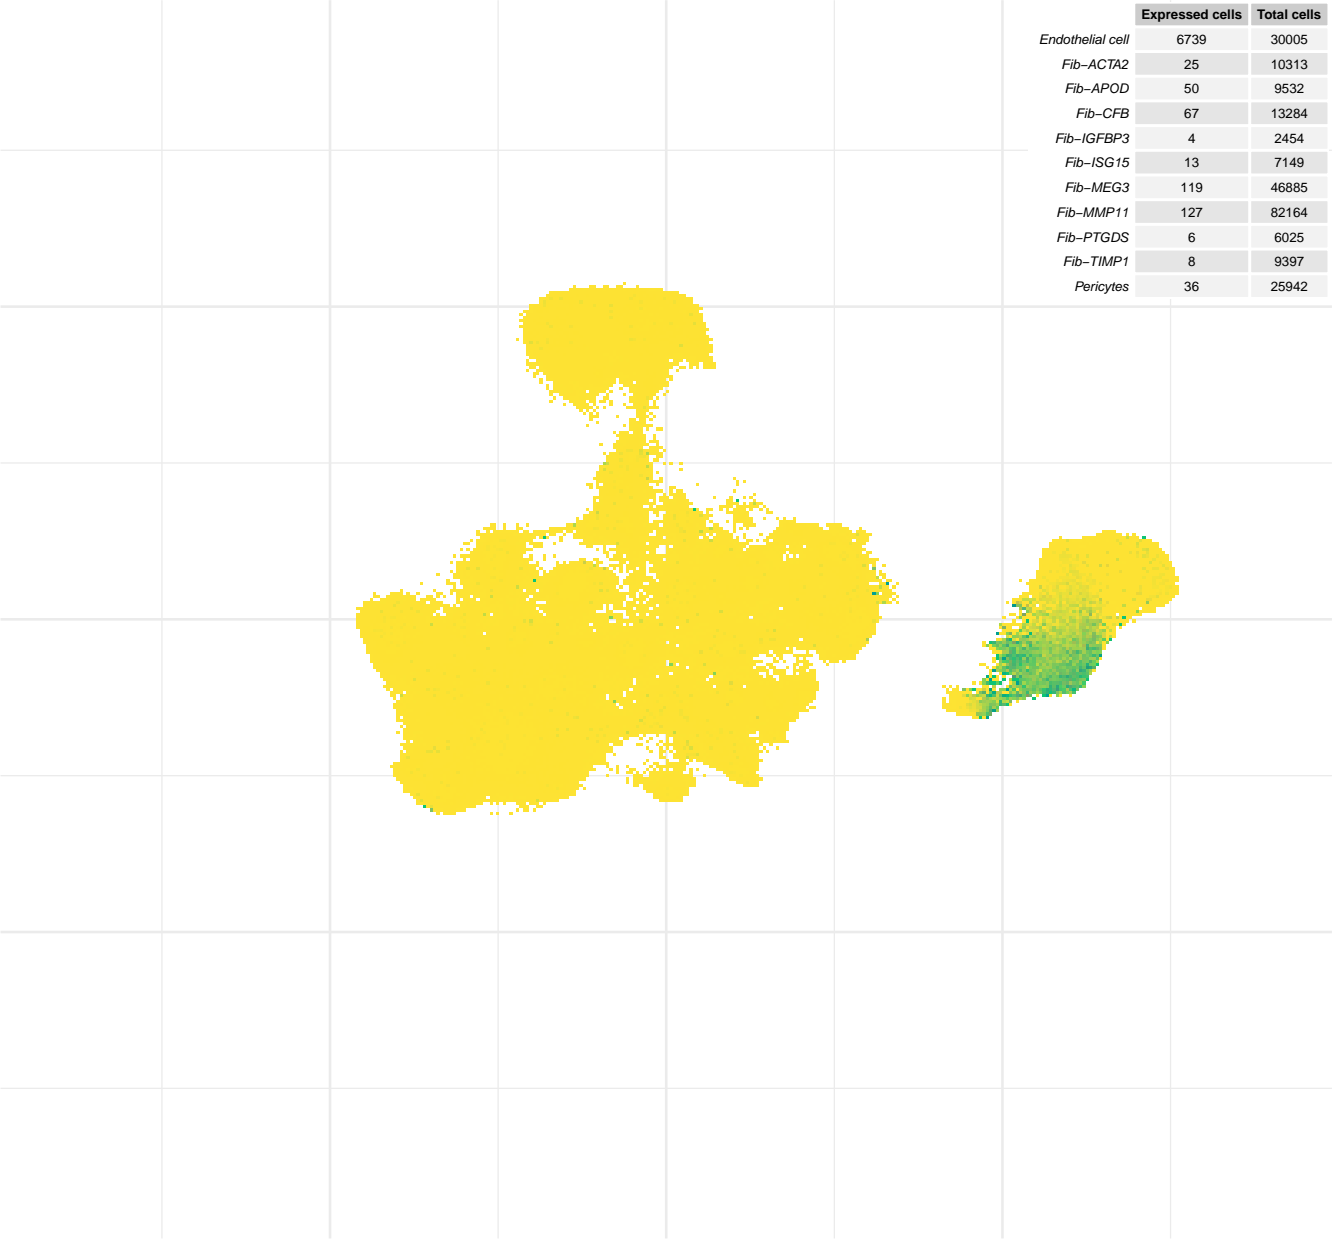 Expressed cells Total cells
Endothelial cell 6739 30005
Fib−ACTA2 25 10313
Fib−APOD 50 9532
Fib−CFB 67 13284
Fib−IGFBP3 4 2454
Fib−ISG15 13 7149
Fib−MEG3 119 46885
Fib−MMP11 127 82164
Fib−PTGDS 6 6025
Fib−TIMP1 8 9397
Pericytes 36 25942